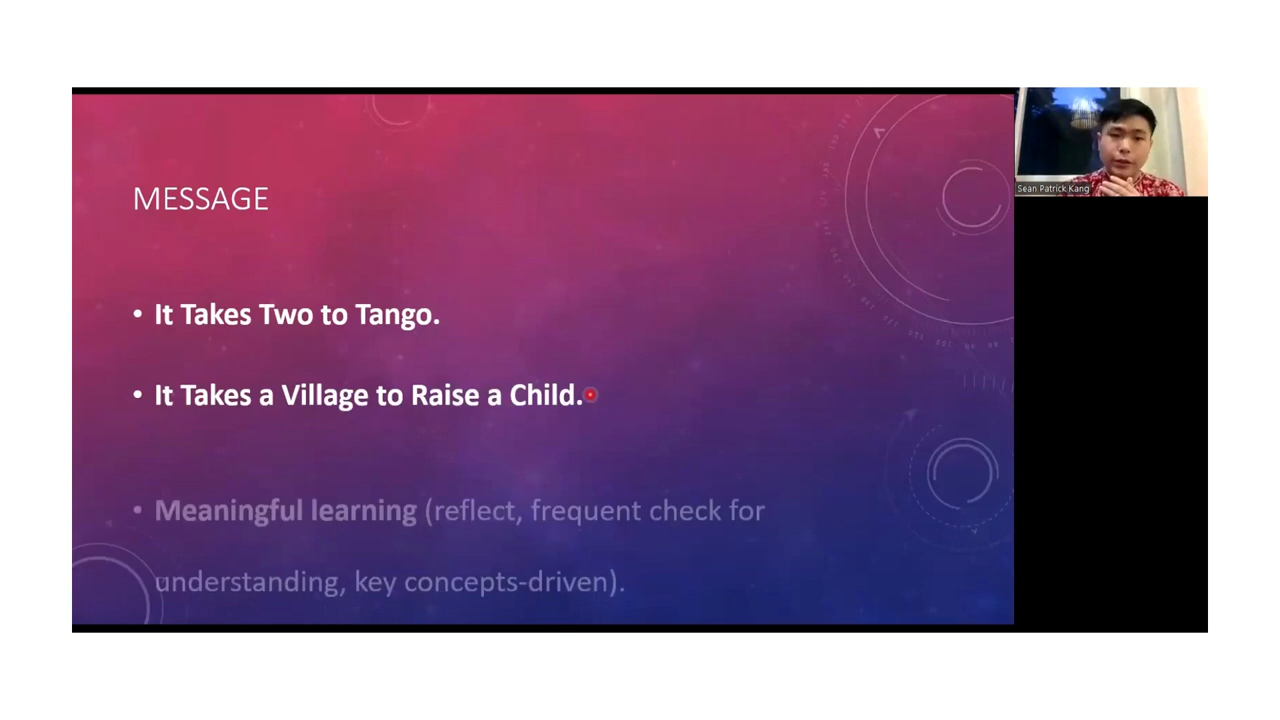 MESSAGE
• It Takes Two to Tango.
• It Takes a Village to Raise a Child.
• Meaningful learning (reflect, frequent check for
understanding, key concepts-driven).
Sean Patrick Kang